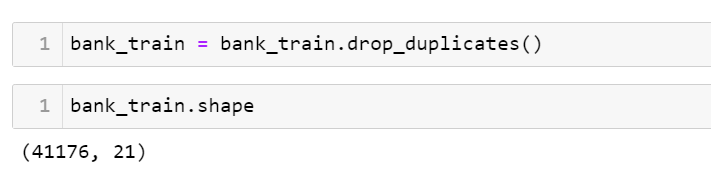 1 bank_train = bank_train.drop_duplicates()
1 bank_train.shape
(41176, 21)